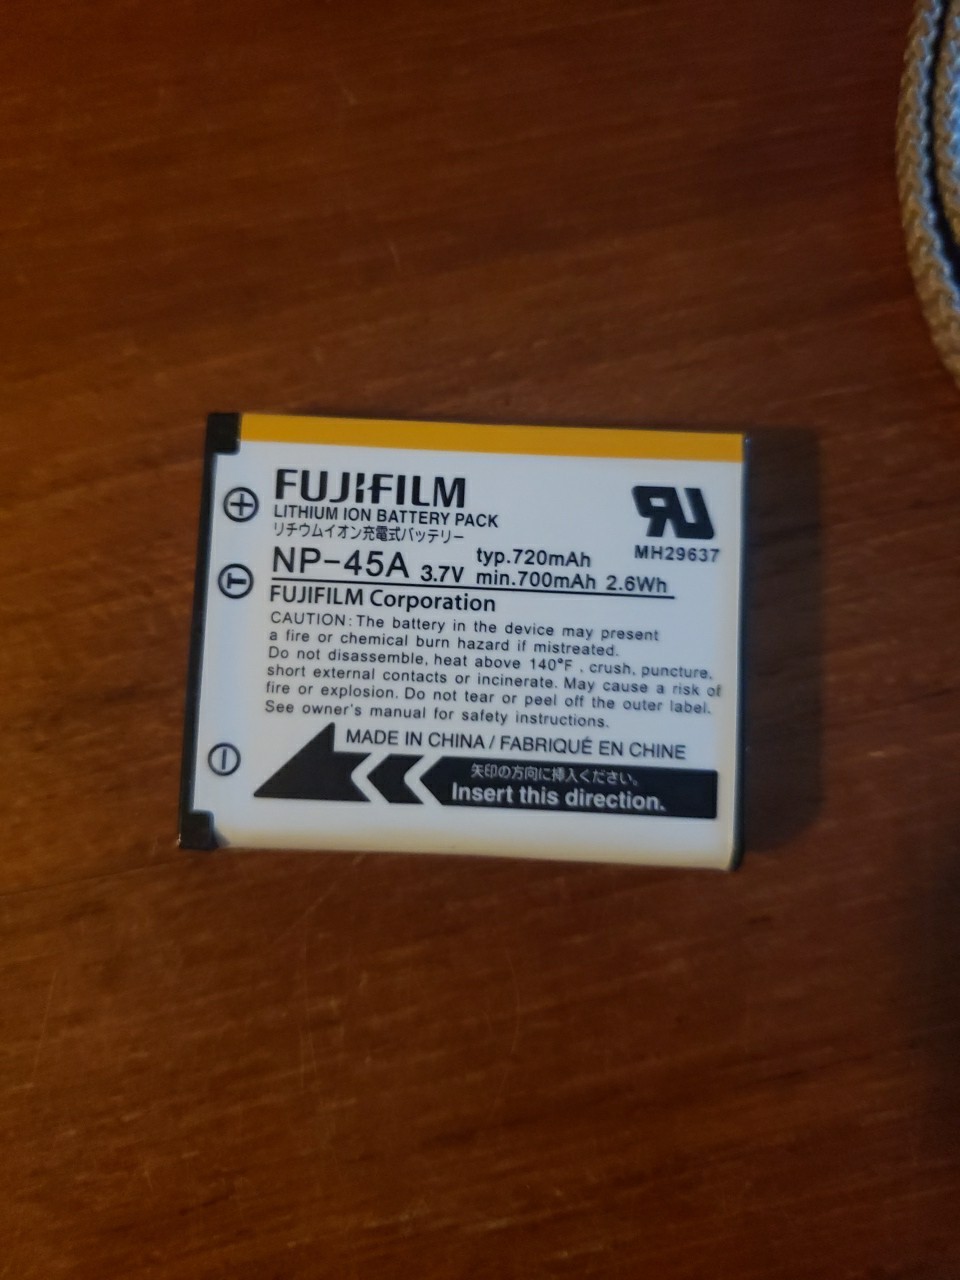 FUJIFILM
LITHIUM ION BATTERY PACK
リチウムイオン充電式バッテリー
NP-45A 3.7V typ.720mAh min.700mAh 2.6Wh
RU
MH29637
FUJIFILM Corporation
CAUTION: The battery in the device may present
a fire or chemical burn hazard if mistreated.
Do not disassemble, heat above 140°F , crush, puncture,
short external contacts or incinerate. May cause a risk of
fire or explosion. Do not tear or peel off the outer label.
See owner's manual for safety instructions.
MADE IN CHINA / FABRIQUÉ EN CHINE
矢印の方向に挿入ください。
Insert this direction.
+
T
−